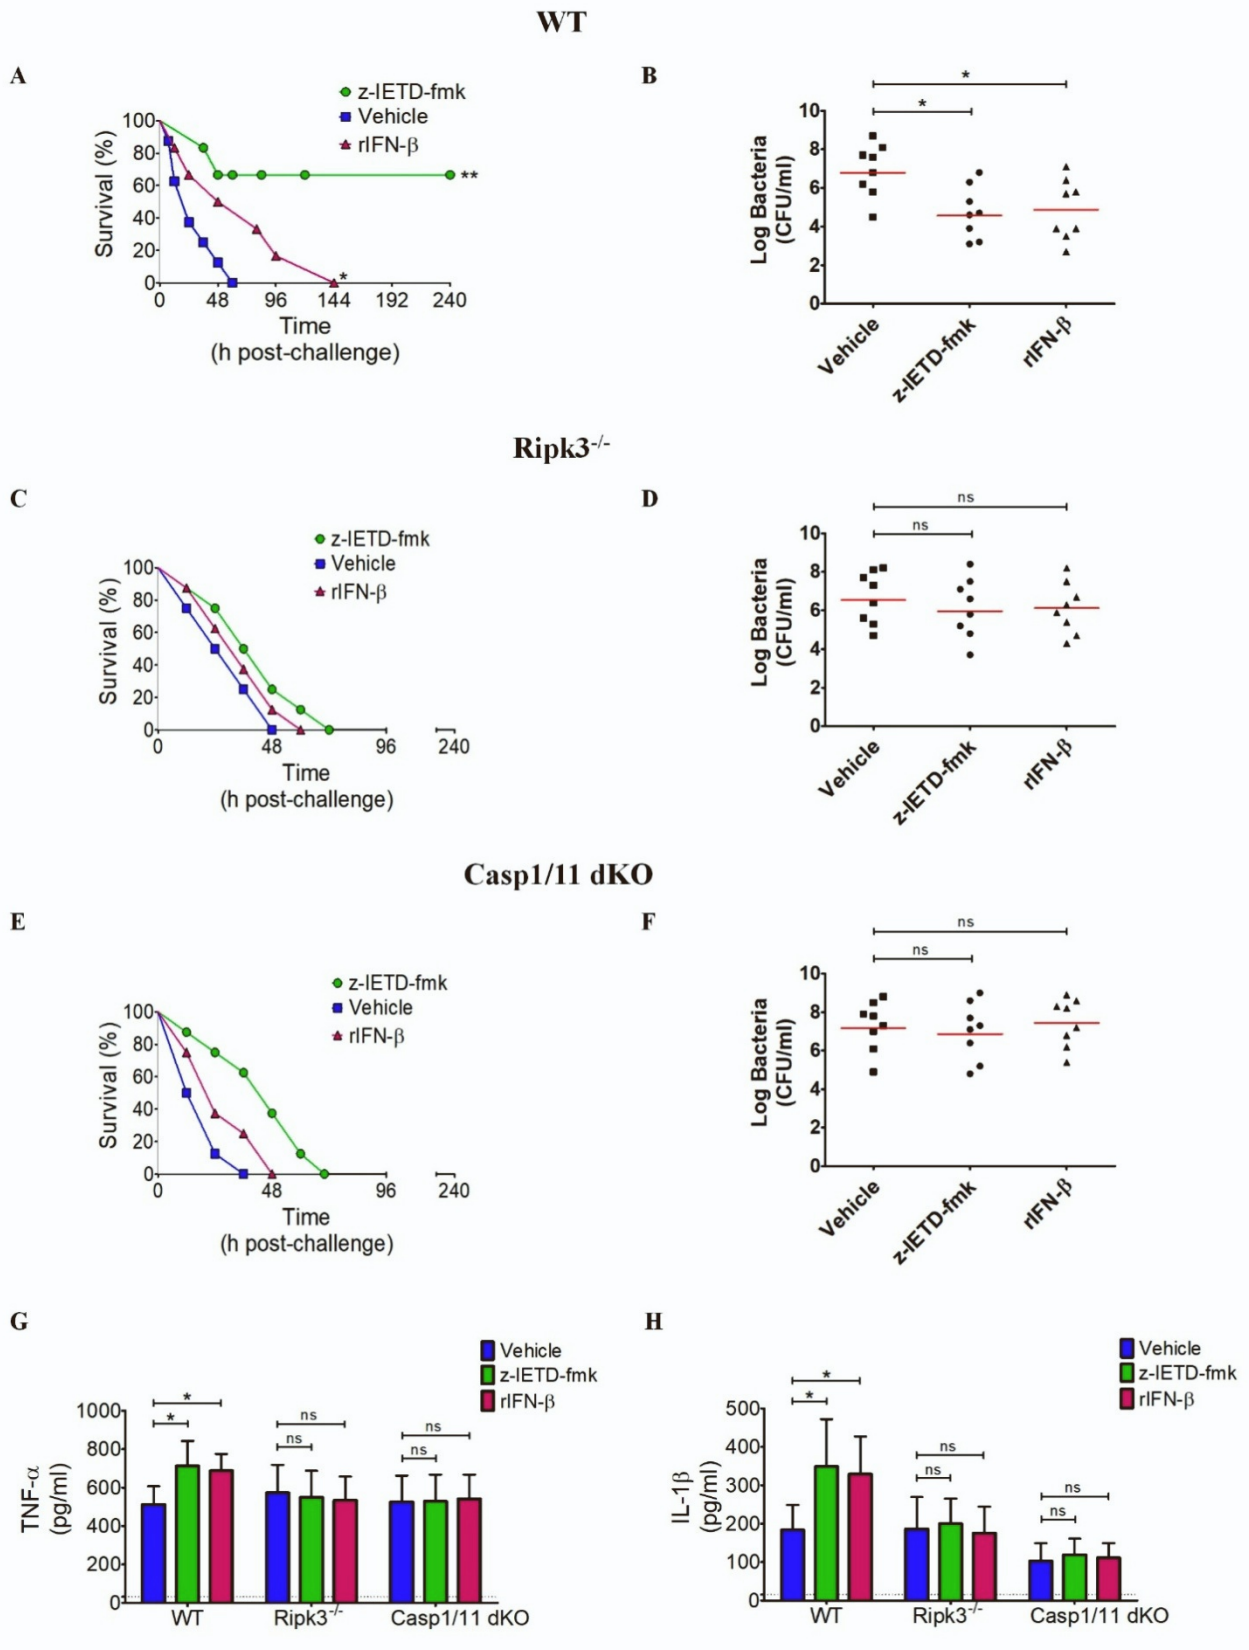 WT
A
z-IETD-fmk
Vehicle
rIFN-β
Survival (%)
100
80
60
40
20
0
**
*
0 48 96 144 192 240
Time
(h post-challenge)
B
*
*
Log Bacteria
(CFU/ml)
10
8
6
4
2
0
Vehicle
z-IETD-fmk
rIFN-β
Ripk3-/-
C
z-IETD-fmk
Vehicle
rIFN-β
Survival (%)
100
80
60
40
20
0
0 48 96 240
Time
(h post-challenge)
D
ns
ns
Log Bacteria
(CFU/ml)
10
8
6
4
2
0
Vehicle
z-IETD-fmk
rIFN-β
Casp1/11 dKO
E
z-IETD-fmk
Vehicle
rIFN-β
Survival (%)
100
80
60
40
20
0
0 48 96 240
Time
(h post-challenge)
F
ns
ns
Log Bacteria
(CFU/ml)
10
8
6
4
2
0
Vehicle
z-IETD-fmk
rIFN-β
G
Vehicle
z-IETD-fmk
rIFN-β
TNF-α
(pg/ml)
1000
800
600
400
200
0
*
*
ns
ns
ns
ns
WT Ripk3-/- Casp1/11 dKO
H
Vehicle
z-IETD-fmk
rIFN-β
IL-1β
(pg/ml)
500
400
300
200
100
0
*
*
ns
ns
ns
ns
WT Ripk3-/- Casp1/11 dKO